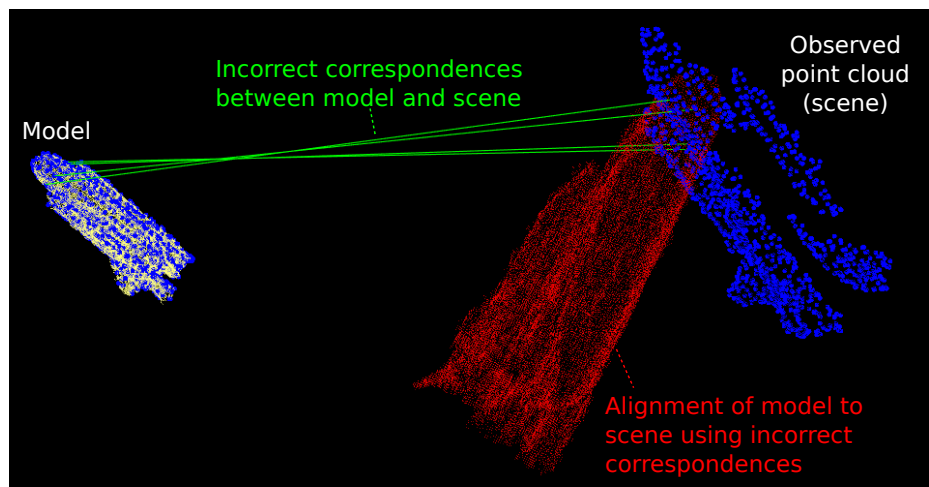 Observed
point cloud
(scene)
Incorrect correspondences
between model and scene
Model
Alignment of model to
scene using incorrect
correspondences